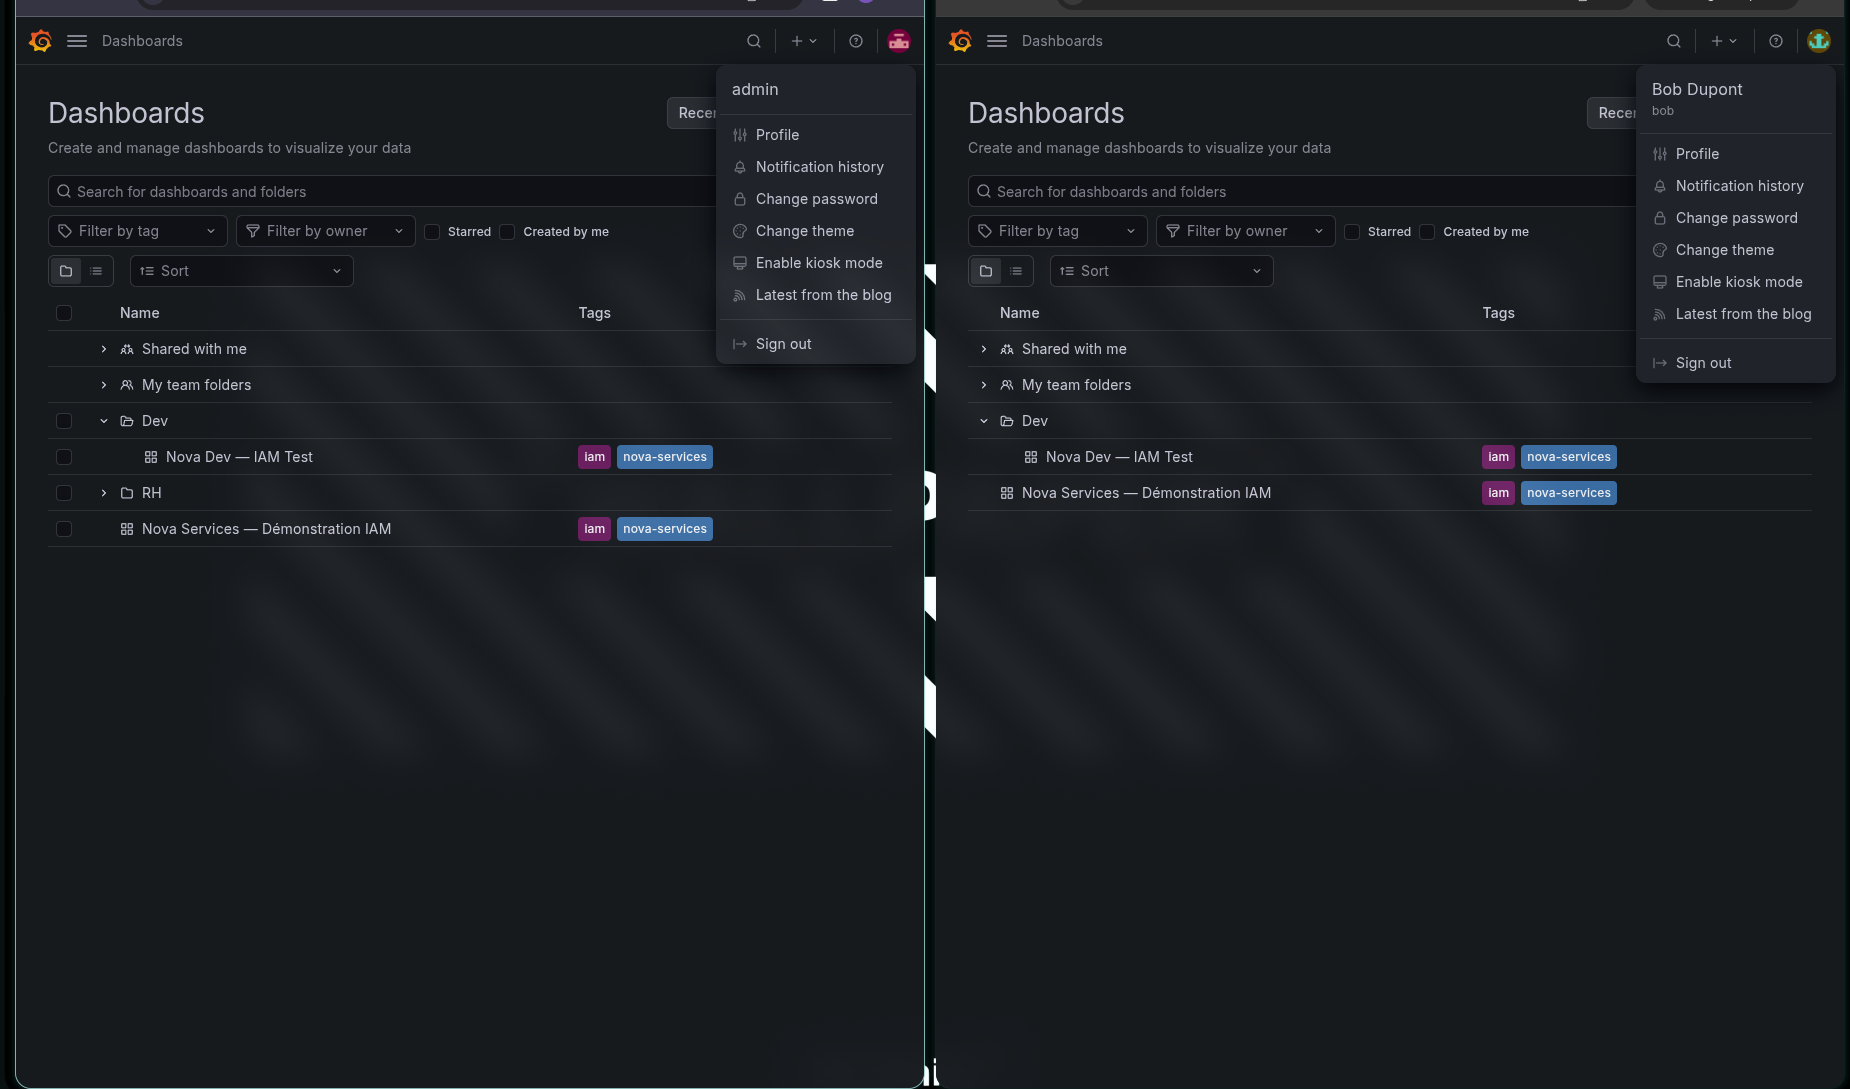 Dashboards
admin
Dashboards
Recen
Profile
Create and manage dashboards to visualize your data
Notification history
Search for dashboards and folders
Change password
Filter by tag
Filter by owner
Starred
Created by me
Change theme
Sort
Enable kiosk mode
Latest from the blog
Name
Tags
Sign out
Shared with me
My team folders
Dev
Nova Dev — IAM Test
iam
nova-services
RH
Nova Services — Démonstration IAM
iam
nova-services
Dashboards
Bob Dupont
bob
Dashboards
Recen
Profile
Create and manage dashboards to visualize your data
Notification history
Search for dashboards and folders
Change password
Filter by tag
Filter by owner
Starred
Created by me
Change theme
Sort
Enable kiosk mode
Latest from the blog
Name
Tags
Sign out
Shared with me
My team folders
Dev
Nova Dev — IAM Test
iam
nova-services
Nova Services — Démonstration IAM
iam
nova-services